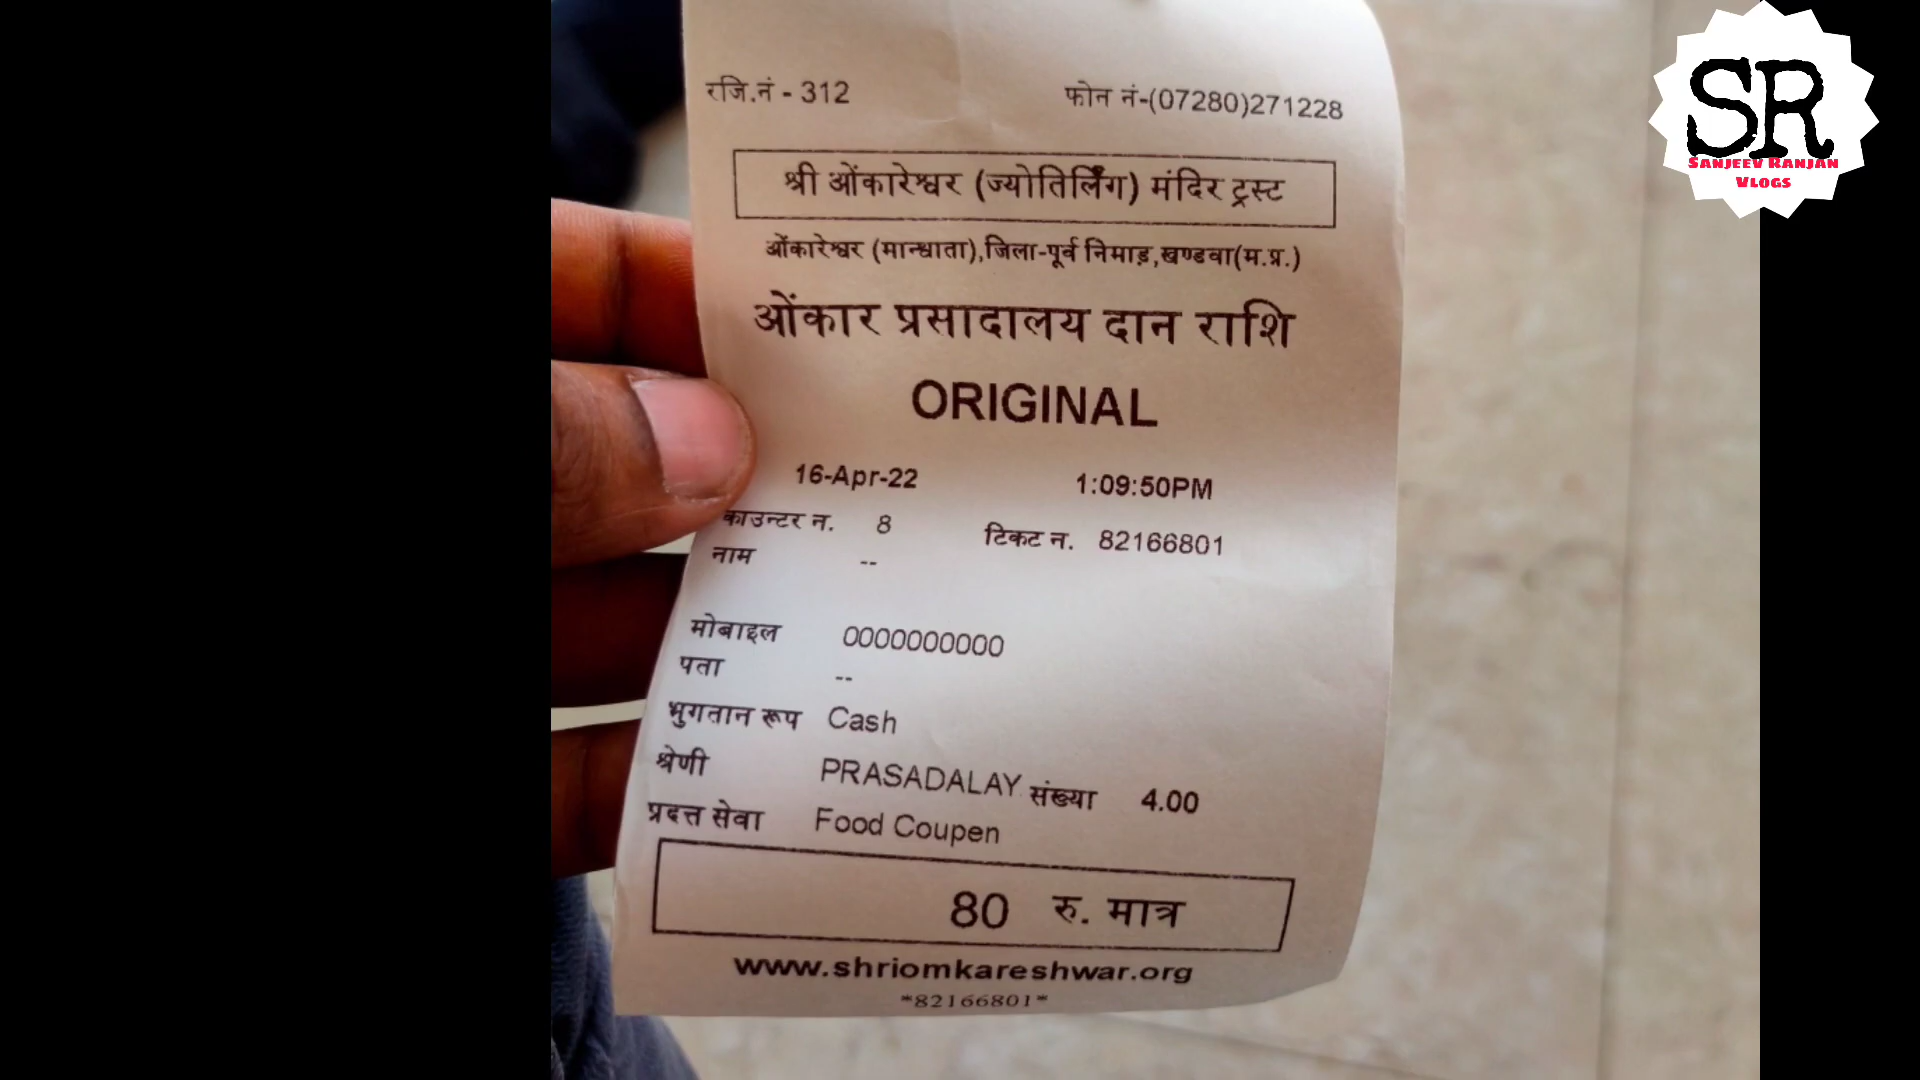 रजि.नं - 312 फोन नं-(07280)271228
श्री ओंकारेश्वर (ज्योतिर्लिंग) मंदिर ट्रस्ट
ओंकारेश्वर (मान्धाता),जिला-पूर्व निमाड़,खण्डवा(म.प्र.)
ओंकार प्रसादालय दान राशि
ORIGINAL
16-Apr-22 1:09:50PM
काउन्टर न. 8 टिकट न. 82166801
नाम --
मोबाइल 0000000000
पता --
भुगतान रूप Cash
श्रेणी PRASADALAY संख्या 4.00
प्रदत्त सेवा Food Coupen
80 रु. मात्र
www.shriomkareshwar.org
*82166801*
SR
SANJEEV RANJAN
VLOGS